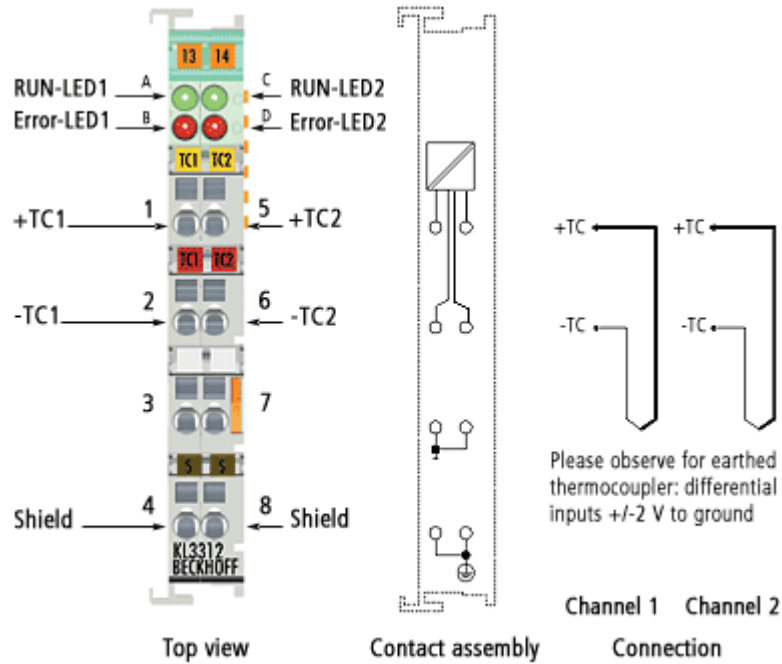 13 14
RUN-LED1 A C RUN-LED2
Error-LED1 B D Error-LED2
TC1 TC2
+TC1 1 5 +TC2
TC1 TC2
-TC1 2 6 -TC2
3 7
S S
Shield 4 8 Shield
KL3312
BECKHOFF
Top view
Contact assembly
+TC +TC
-TC -TC
Please observe for earthed
thermocoupler: differential
inputs +/-2 V to ground
Channel 1 Channel 2
Connection